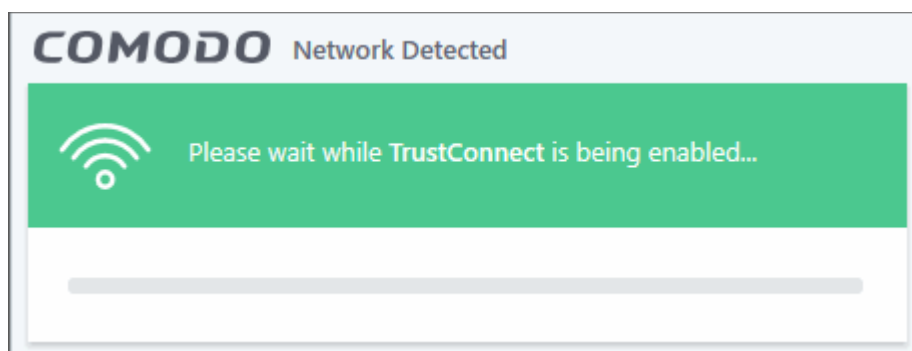 COMODO Network Detected
Please wait while TrustConnect is being enabled...